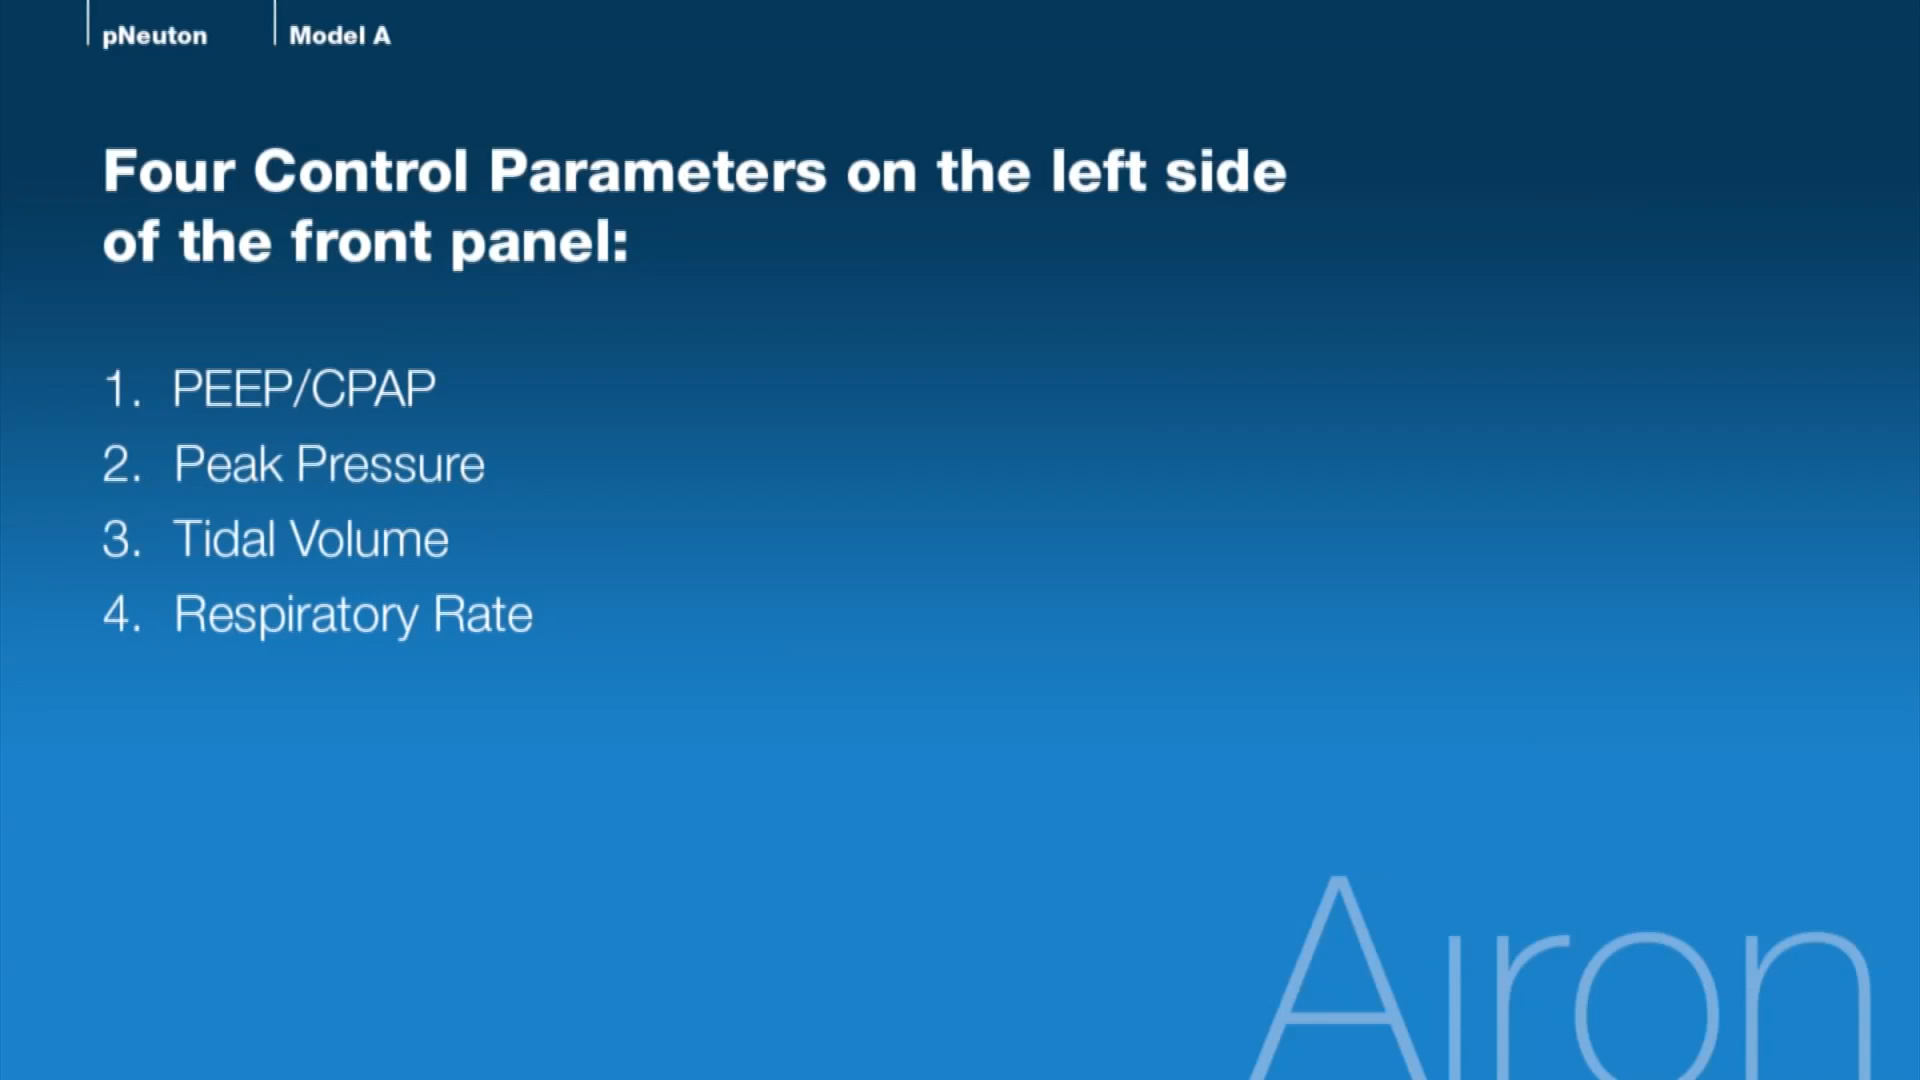 pNeuton Model A
Four Control Parameters on the left side
of the front panel:
1. PEEP/CPAP
2. Peak Pressure
3. Tidal Volume
4. Respiratory Rate
Airon